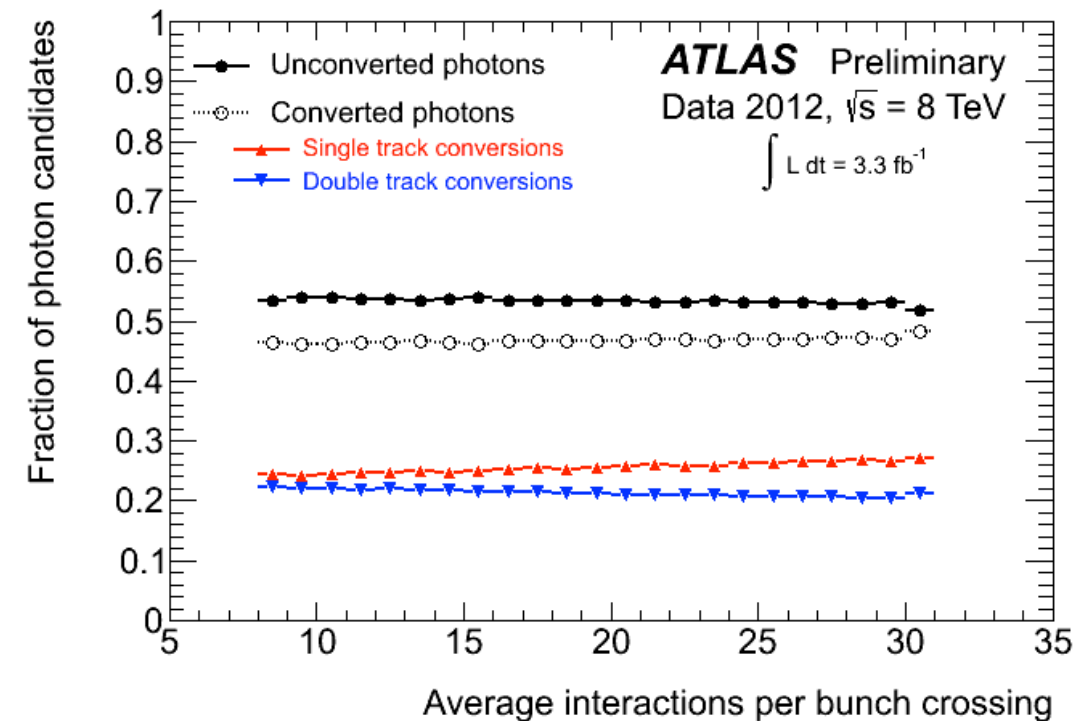 Fraction of photon candidates
1
0.9
0.8
0.7
0.6
0.5
0.4
0.3
0.2
0.1
0
Unconverted photons
Converted photons
Single track conversions
Double track conversions
ATLAS Preliminary
Data 2012, √s = 8 TeV
∫ L dt = 3.3 fb⁻¹
5 10 15 20 25 30 35
Average interactions per bunch crossing